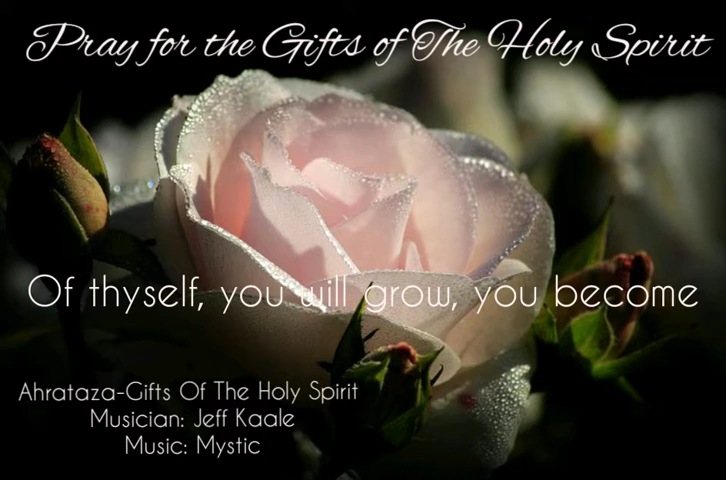 Pray for the Gifts of The Holy Spirit
Of thyself, you will grow, you become
Ahrataza-Gifts Of The Holy Spirit
Musician: Jeff Kaale
Music: Mystic